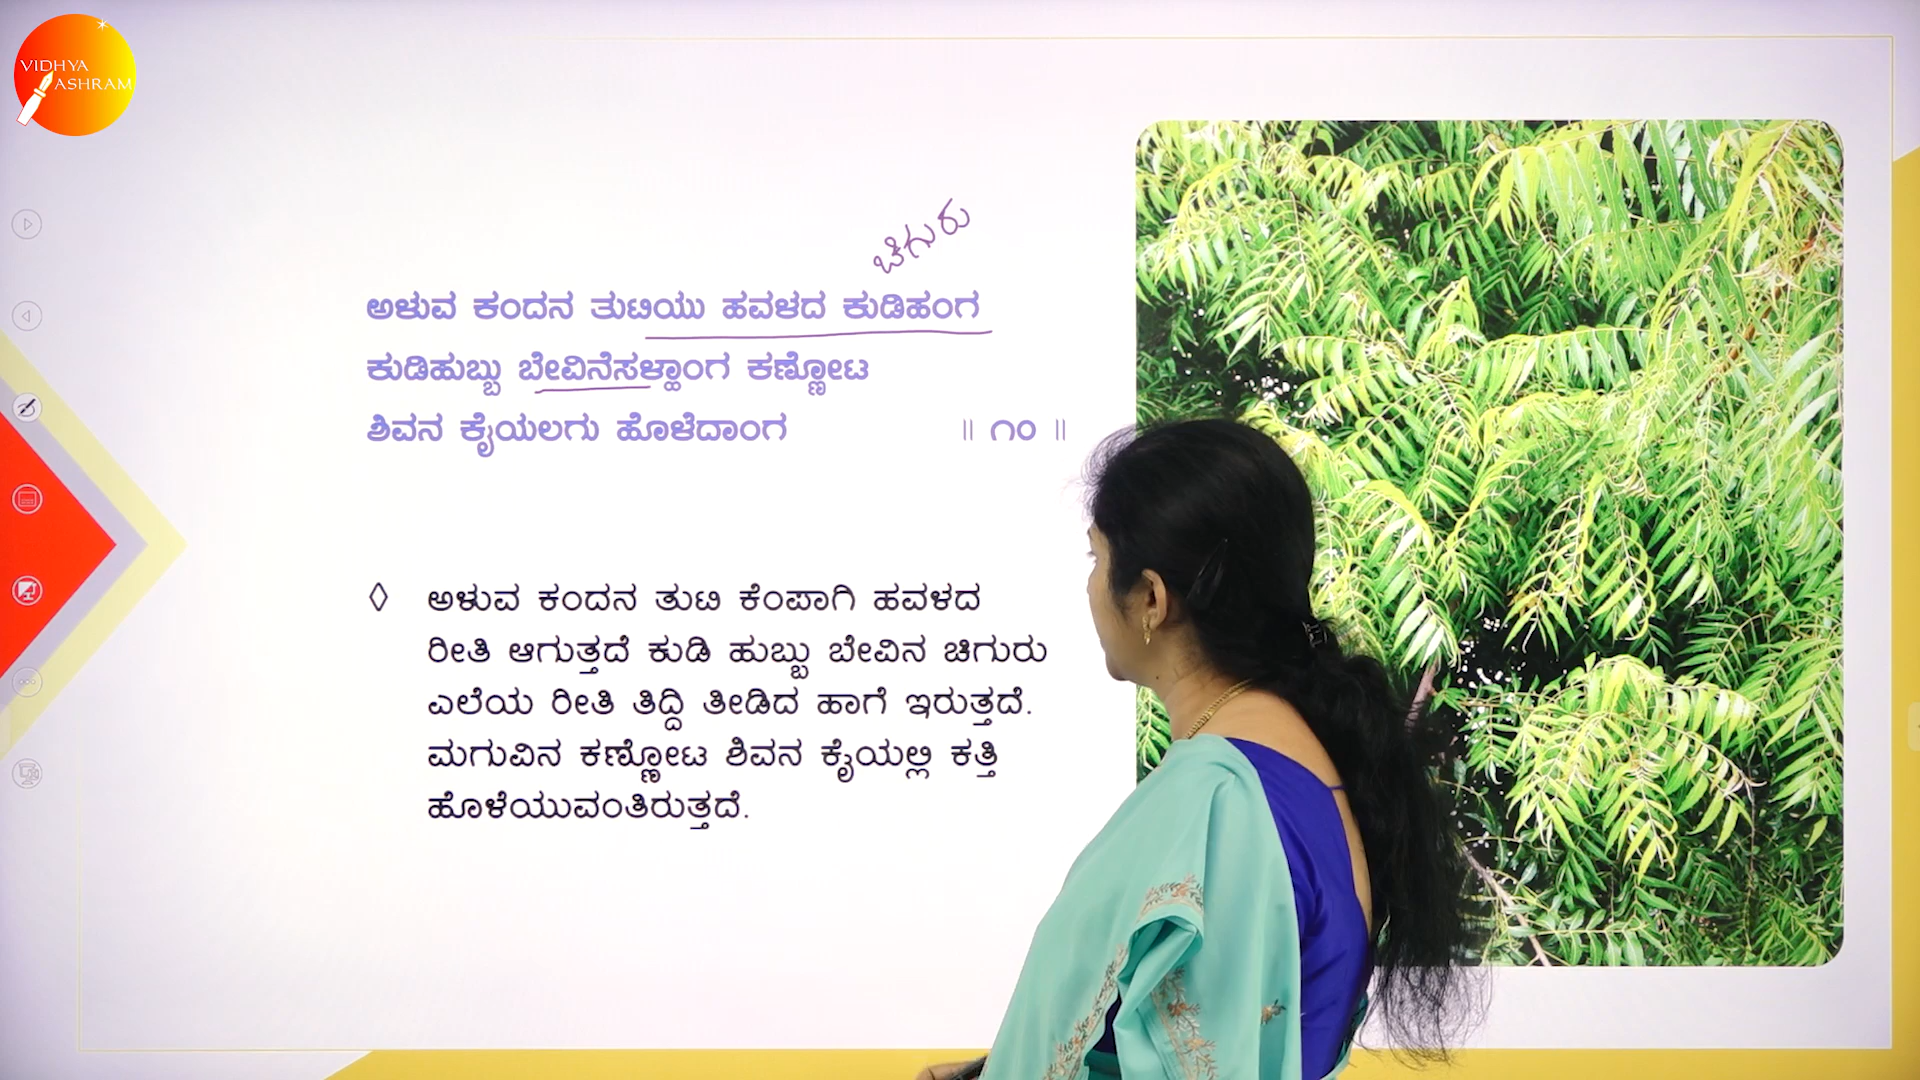 VIDHYA
ASHRAM
ಚಿಗುರು
ಅಳುವ ಕಂದನ ತುಟಿಯು ಹವಳದ ಕುಡಿಹಂಗ
ಕುಡಿಹುಬ್ಬು ಬೇವಿನೆಸಳ್ಹಾಂಗ ಕಣ್ಣೋಟ
ಶಿವನ ಕೈಯಲಗು ಹೊಳೆದಾಂಗ ॥ ೧೦ ॥
◊ ಅಳುವ ಕಂದನ ತುಟಿ ಕೆಂಪಾಗಿ ಹವಳದ
ರೀತಿ ಆಗುತ್ತದೆ ಕುಡಿ ಹುಬ್ಬು ಬೇವಿನ ಚಿಗುರು
ಎಲೆಯ ರೀತಿ ತಿದ್ದಿ ತೀಡಿದ ಹಾಗೆ ಇರುತ್ತದೆ.
ಮಗುವಿನ ಕಣ್ಣೋಟ ಶಿವನ ಕೈಯಲ್ಲಿ ಕತ್ತಿ
ಹೊಳೆಯುವಂತಿರುತ್ತದೆ.